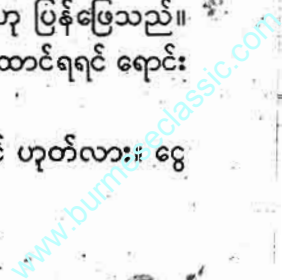 ဟု ပြန်ဖြေသည်။
ထောင်ရရင် ရောင်း
ဟုတ်လား။ ငွေ
www.burmeseclassic.com